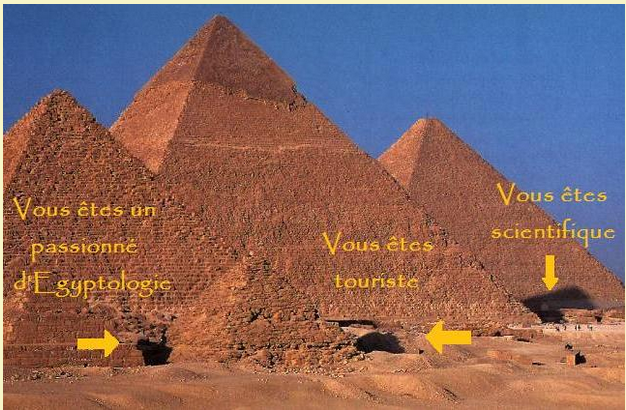 Vous êtes un
passionné
d'Egyptologie
Vous êtes
touriste
Vous êtes
scientifique